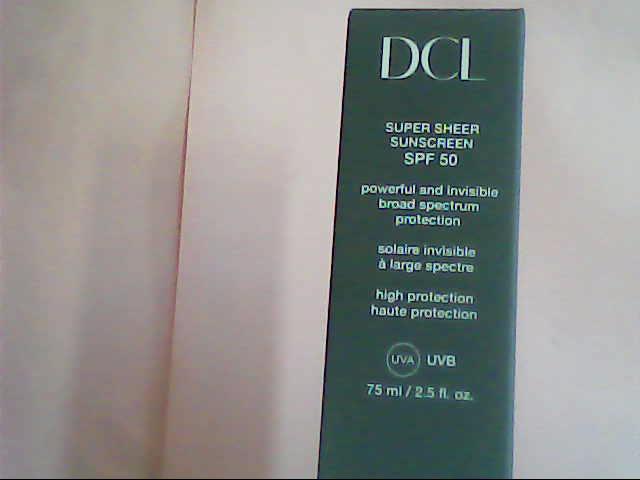 DCL
SUPER SHEER
SUNSCREEN
SPF 50
powerful and invisible
broad spectrum
protection
solaire invisible
à large spectre
high protection
haute protection
UVA UVB
75 ml / 2.5 fl. oz.